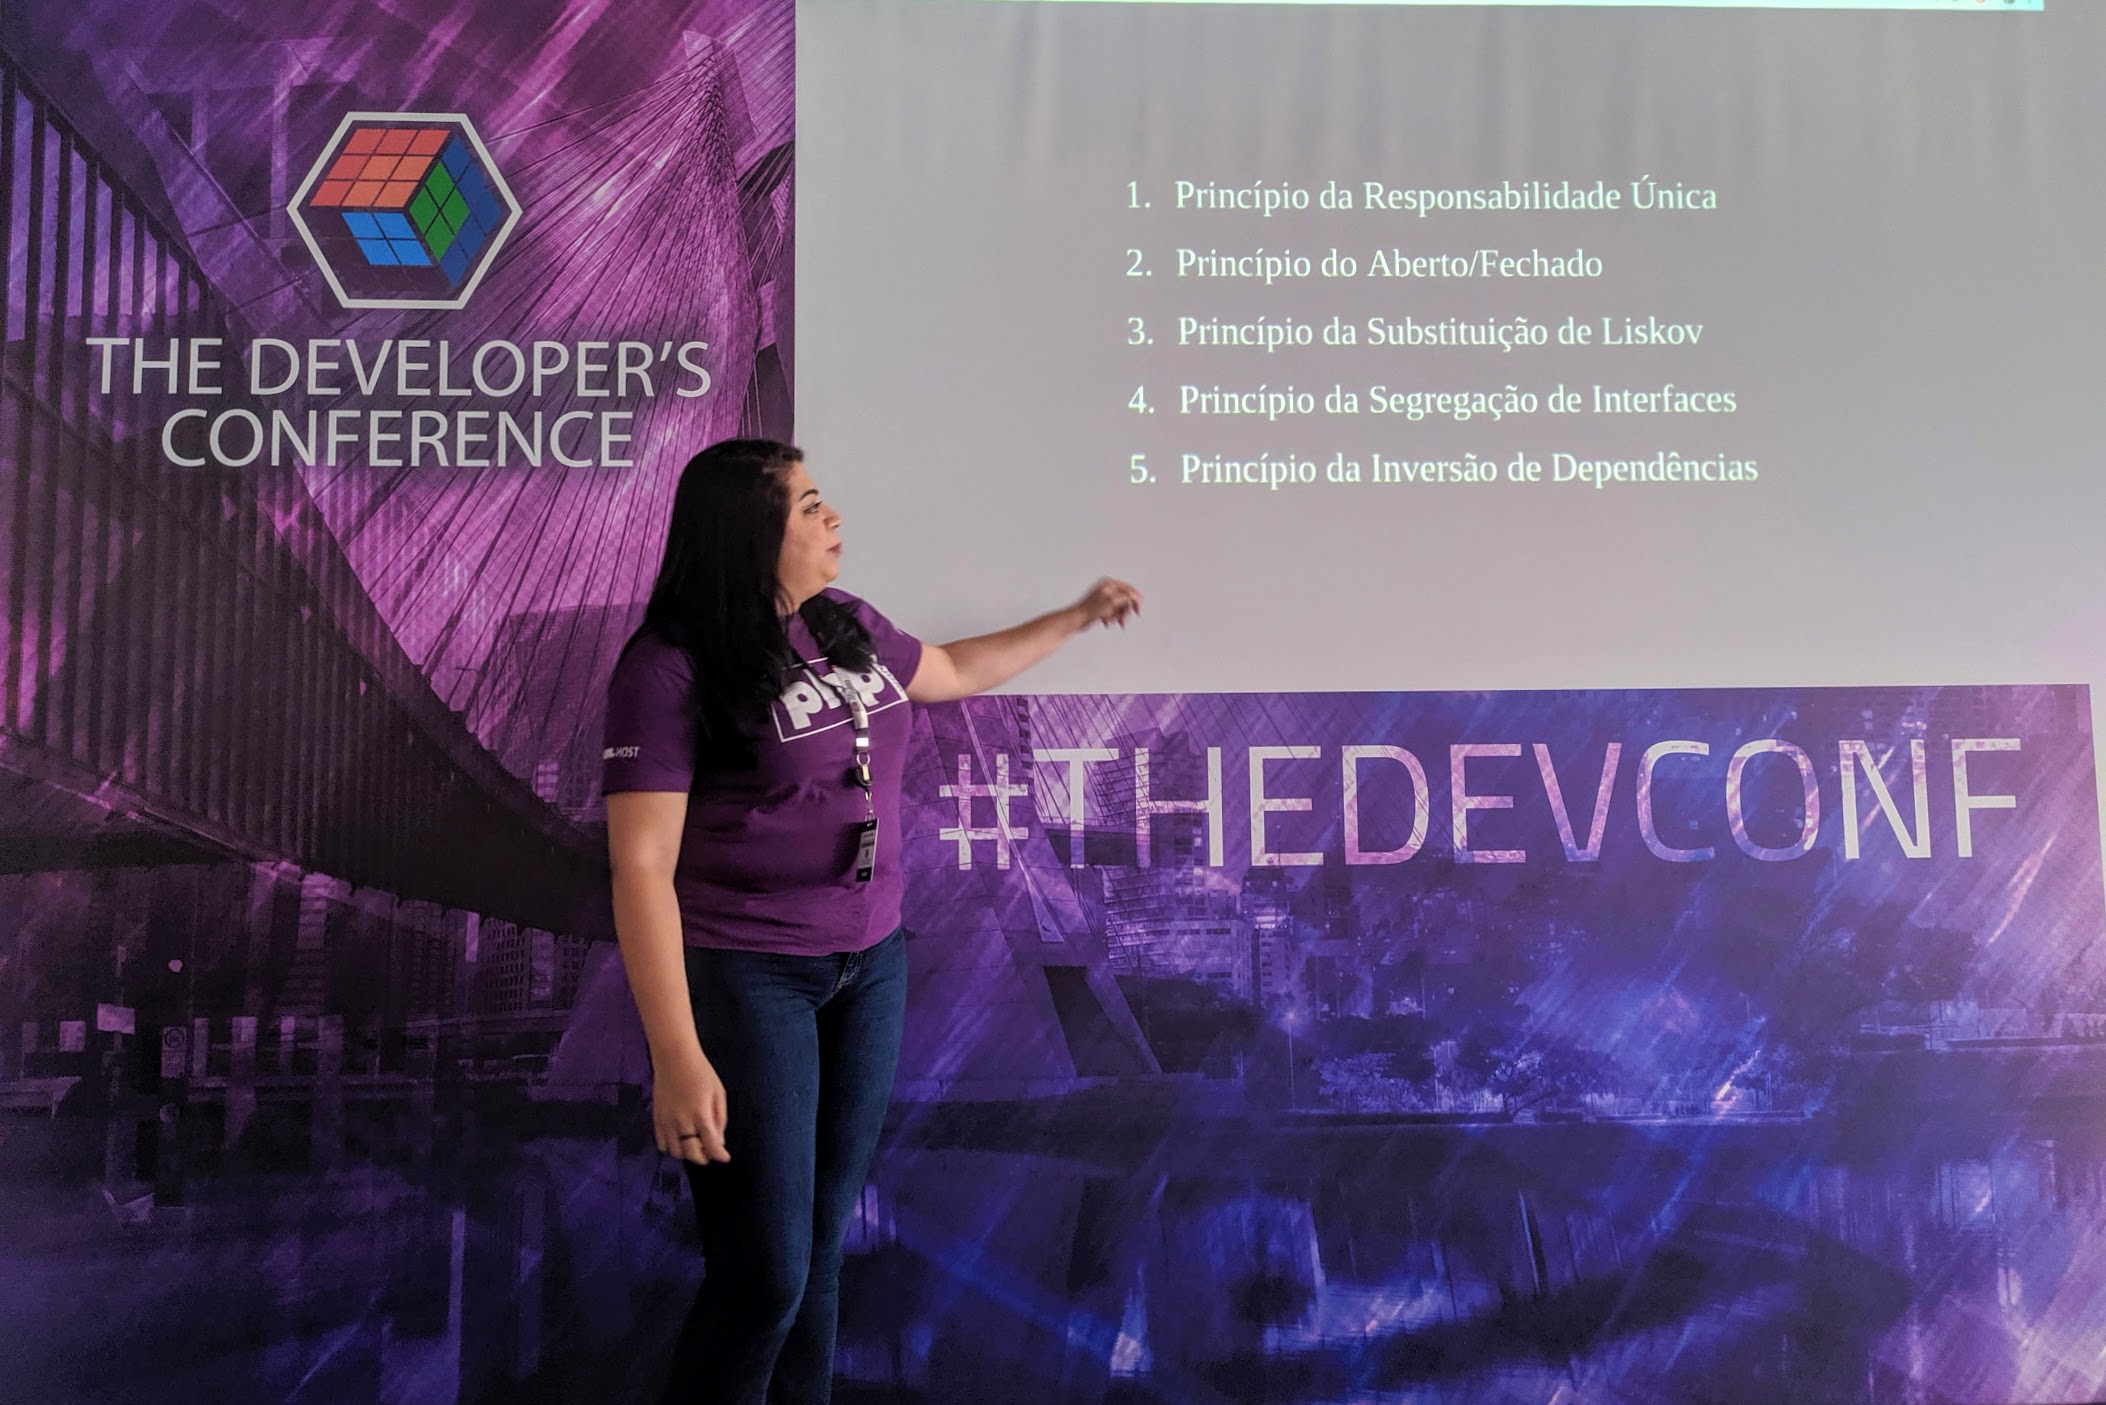 THE DEVELOPER'S
CONFERENCE
1. Princípio da Responsabilidade Única
2. Princípio do Aberto/Fechado
3. Princípio da Substituição de Liskov
4. Princípio da Segregação de Interfaces
5. Princípio da Inversão de Dependências
php
HOST
#THEDEVCONF